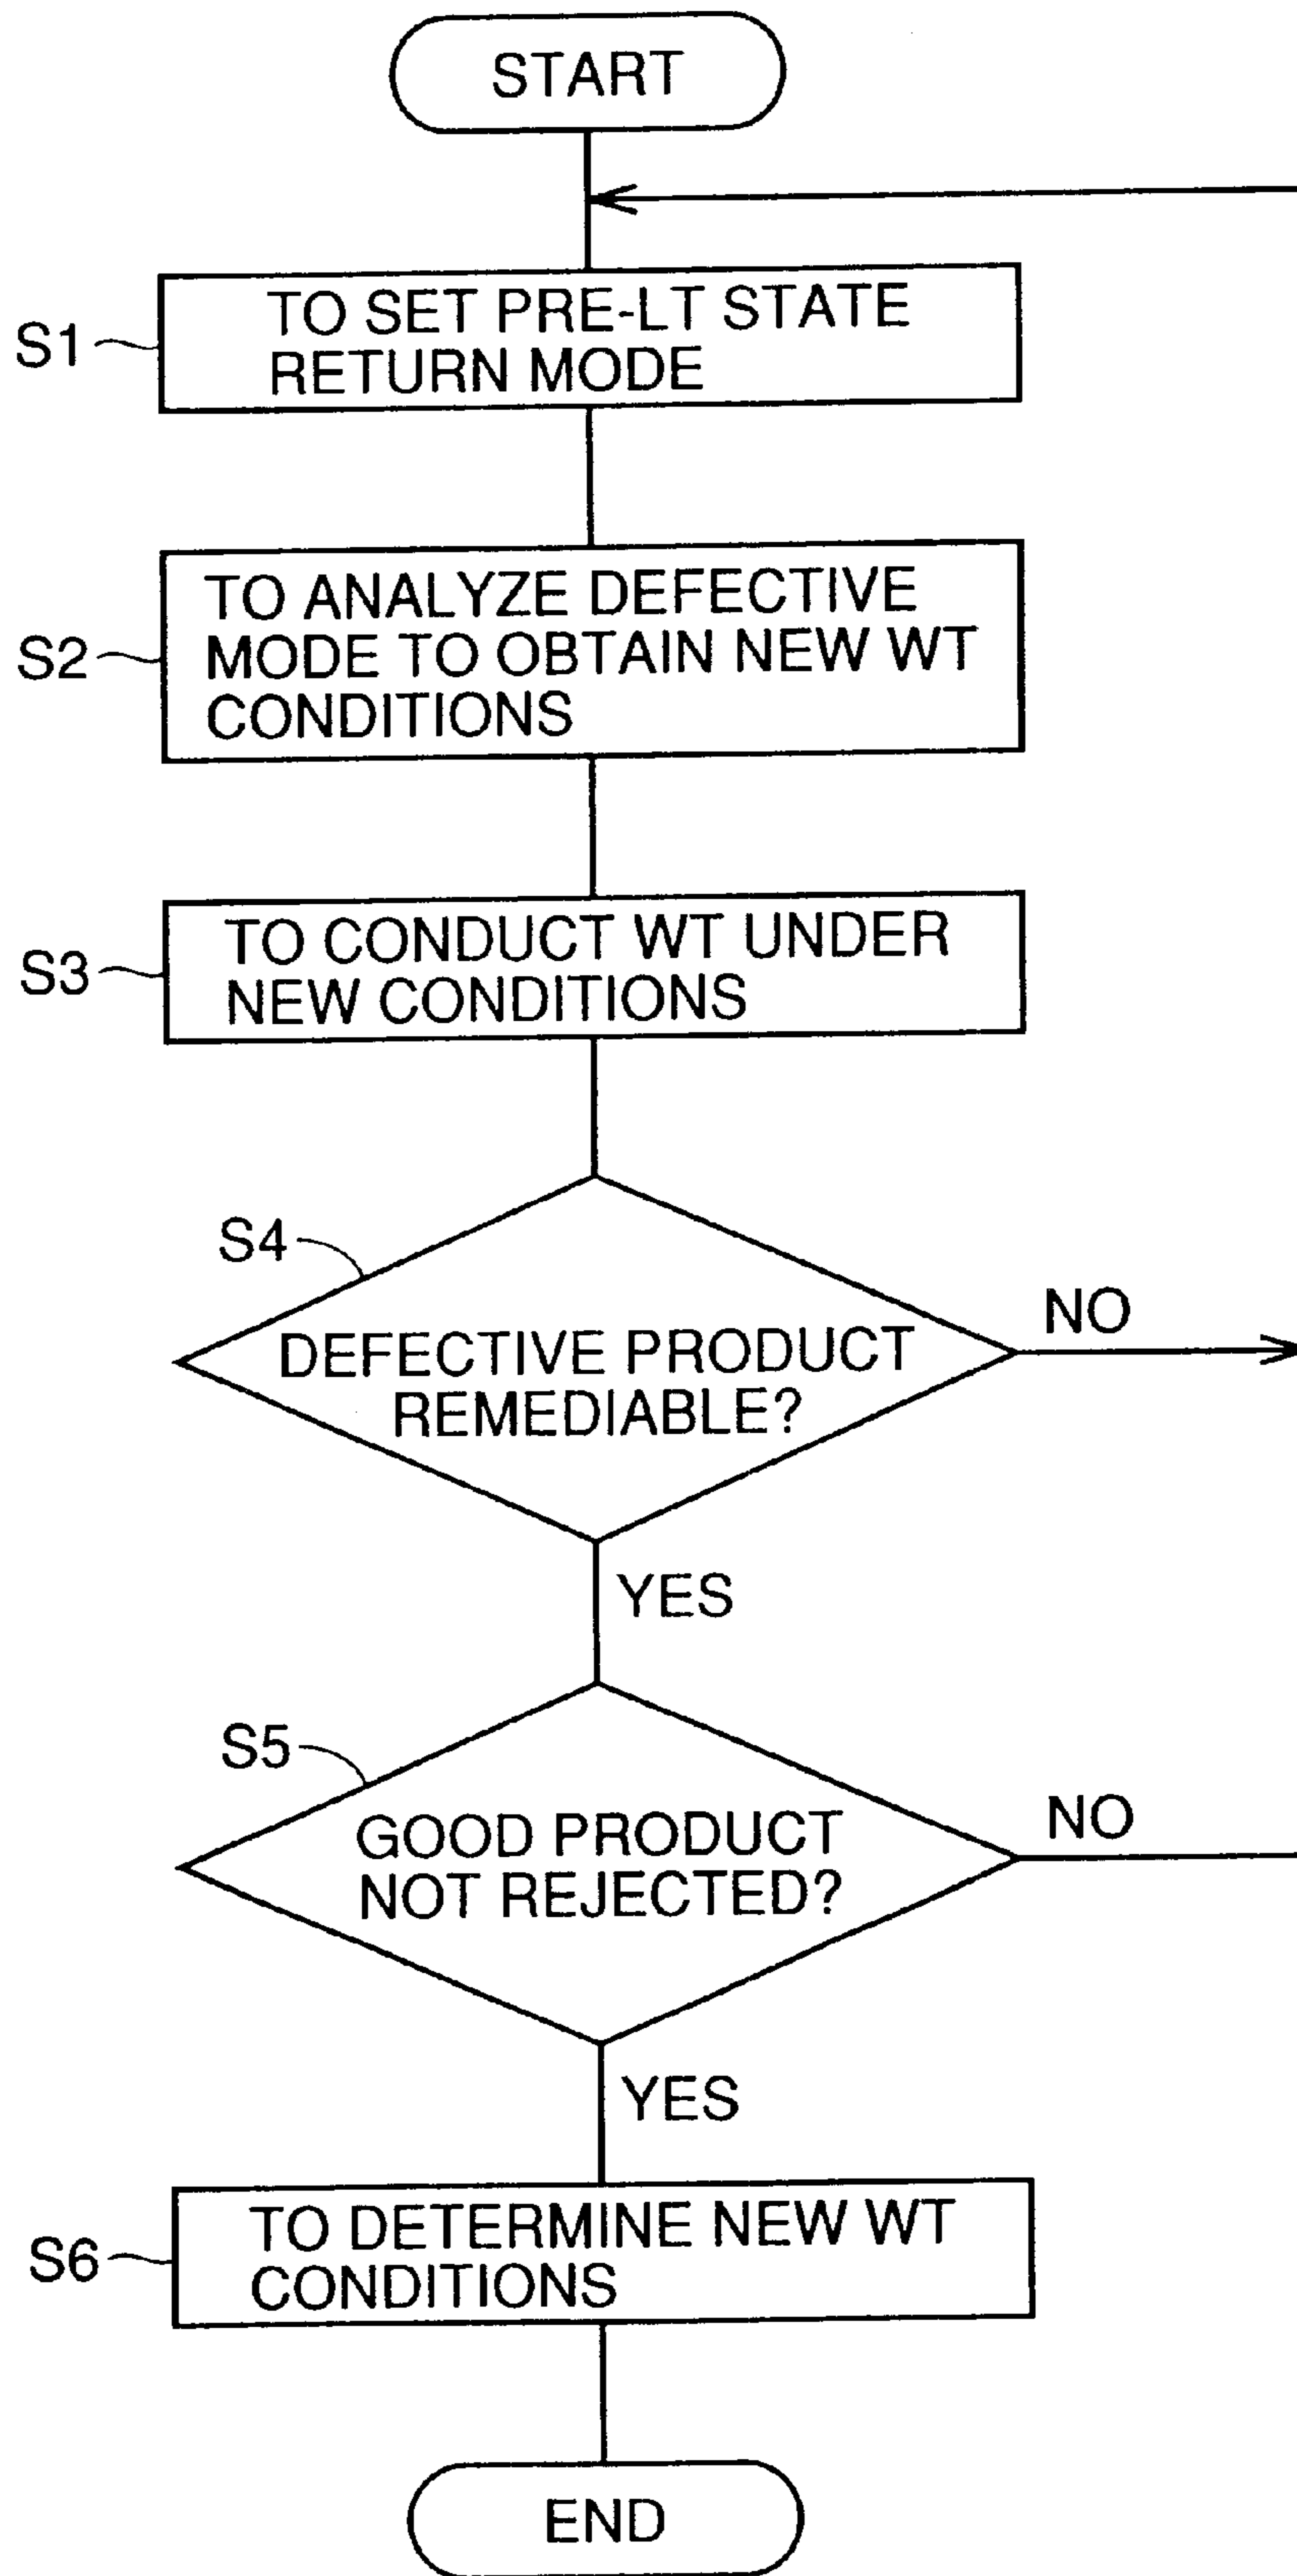 START
S1
TO SET PRE-LT STATE
RETURN MODE
S2
TO ANALYZE DEFECTIVE
MODE TO OBTAIN NEW WT
CONDITIONS
S3
TO CONDUCT WT UNDER
NEW CONDITIONS
S4
DEFECTIVE PRODUCT
REMEDIABLE?
NO
YES
S5
GOOD PRODUCT
NOT REJECTED?
NO
YES
S6
TO DETERMINE NEW WT
CONDITIONS
END